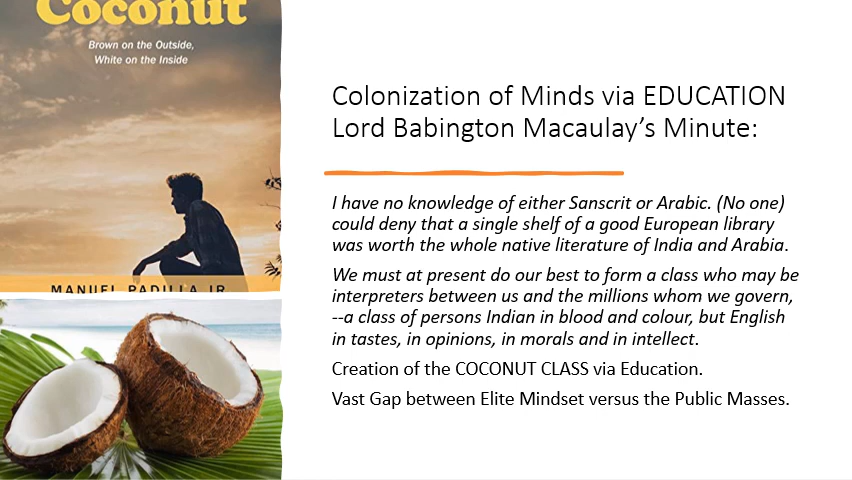 Coconut
Brown on the Outside,
White on the Inside
MANUEL PADILLA JR
Colonization of Minds via EDUCATION
Lord Babington Macaulay’s Minute:
I have no knowledge of either Sanscrit or Arabic. (No one)
could deny that a single shelf of a good European library
was worth the whole native literature of India and Arabia.
We must at present do our best to form a class who may be
interpreters between us and the millions whom we govern,
--a class of persons Indian in blood and colour, but English
in tastes, in opinions, in morals and in intellect.
Creation of the COCONUT CLASS via Education.
Vast Gap between Elite Mindset versus the Public Masses.